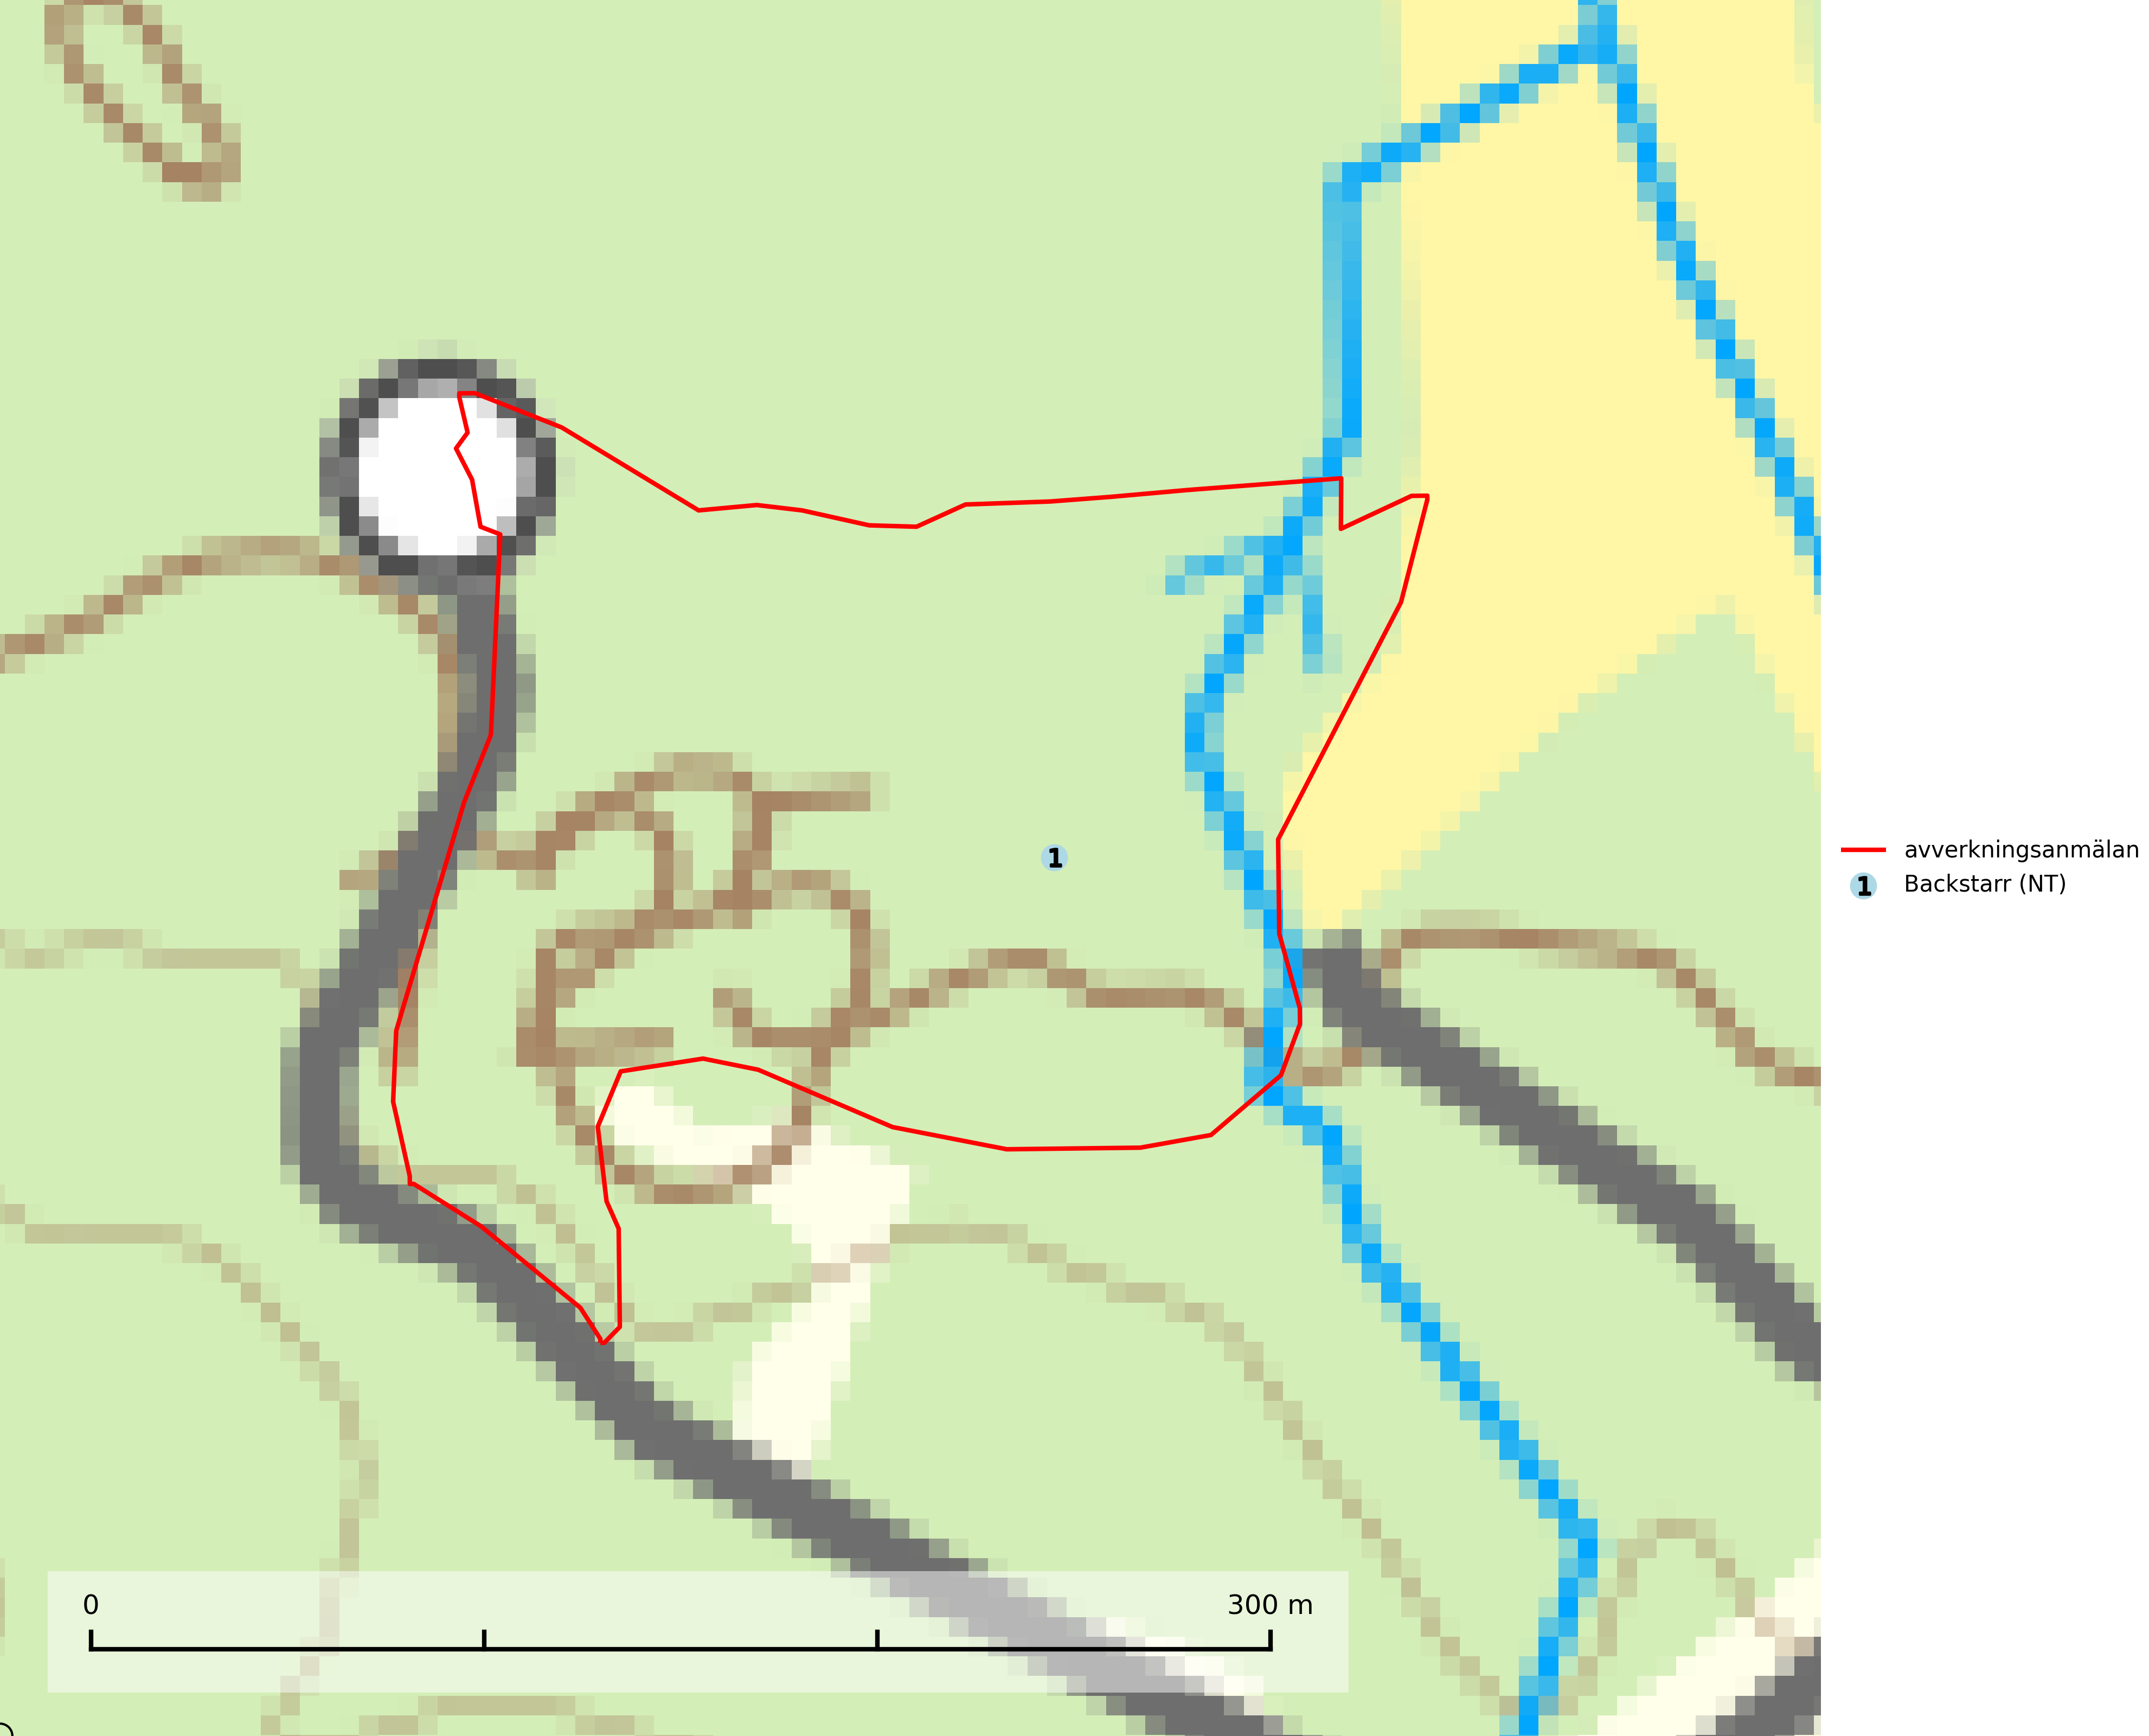 1
avverkningsanmälan
1 Backstarr (NT)
0 300 m